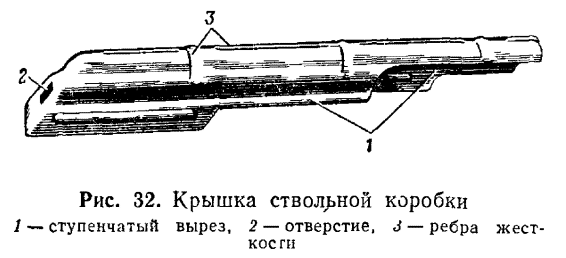 3
2
1
Рис. 32. Крышка ствольной коробки
1 — ступенчатый вырез, 2 — отверстие, 3 — ребра жест-
кости